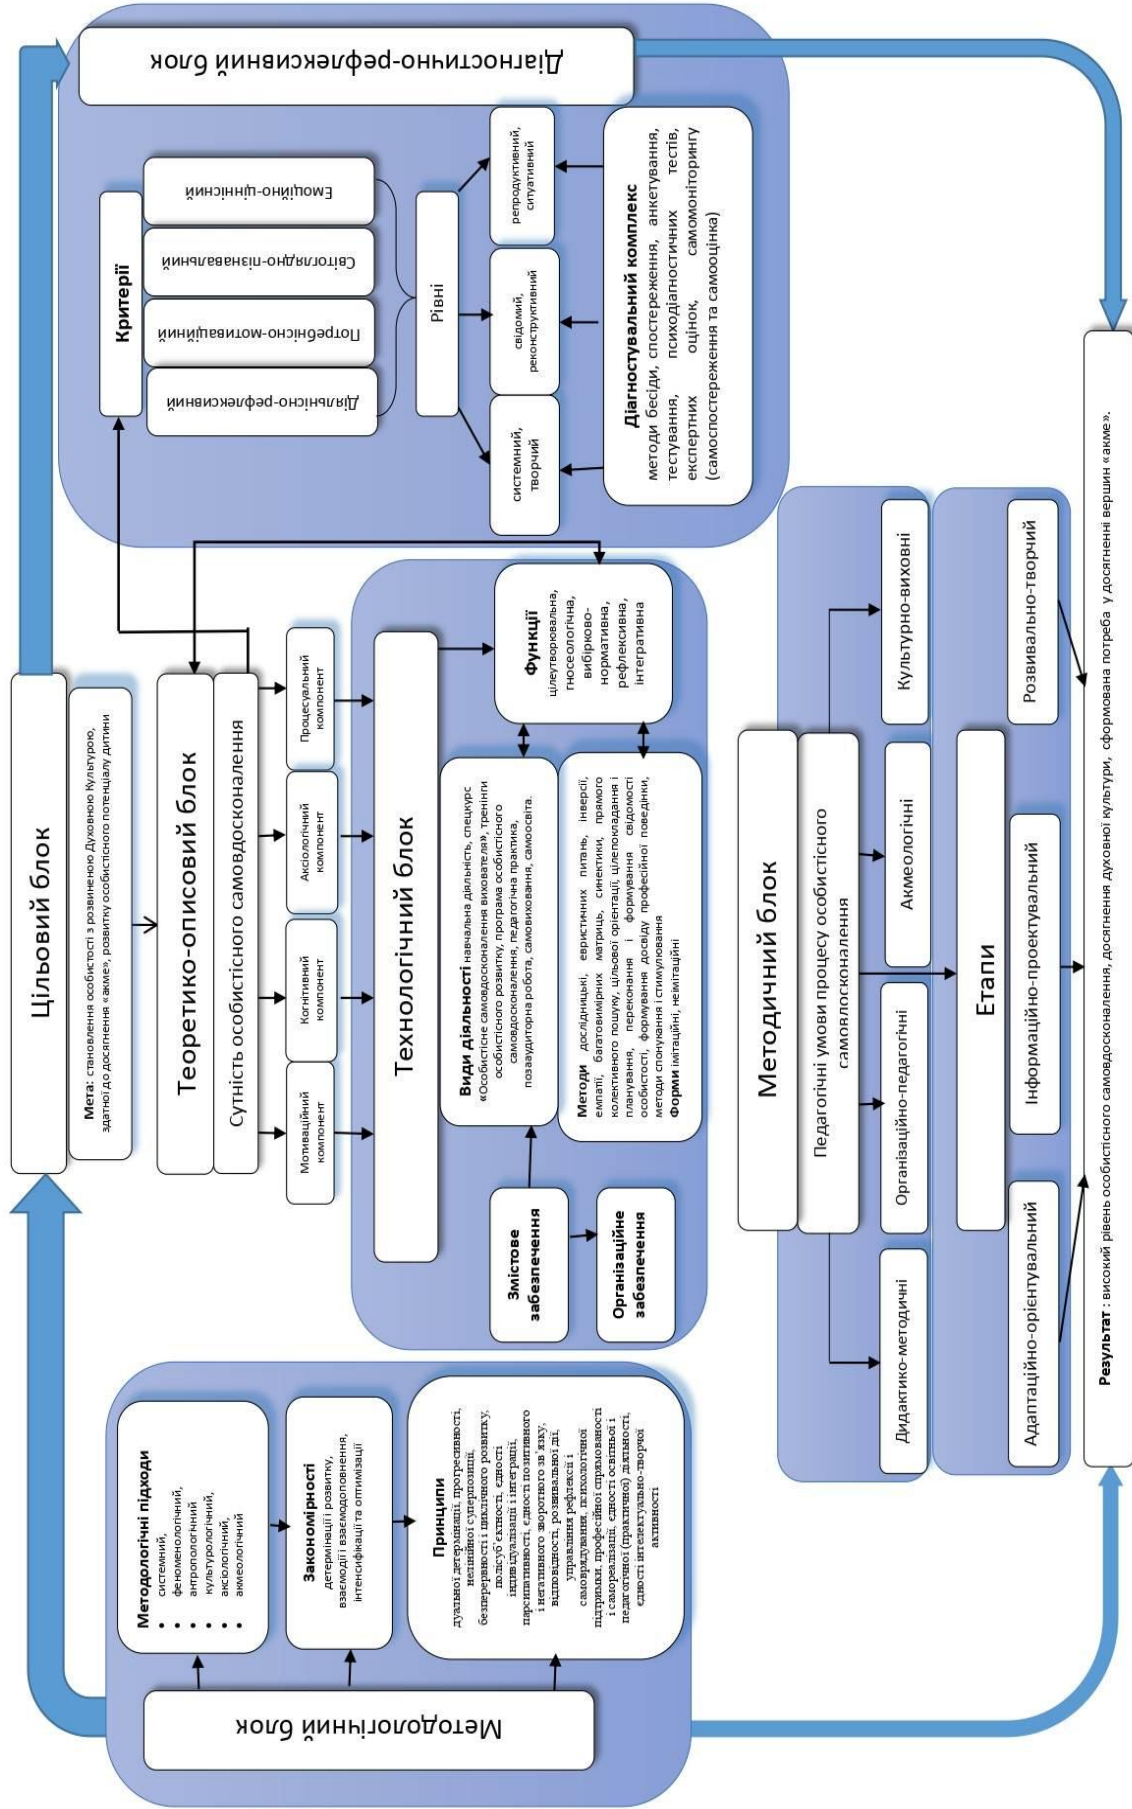 Цільовий блок
Мета: становлення особистості з розвиненою Духовною Культурою,
здатної до досягнення «акме», розвитку особистісного потенціалу дитини
Теоретико-описовий блок
Сутність особистісного самовдосконалення
Мотиваційний
компонент
Когнітивний
компонент
Аксіологічний
компонент
Процесуальний
компонент
Методологічний блок
Методологічні підходи
• системний,
• феноменологічний,
• антропологічний
• культурологічний,
• аксіологічний,
• акмеологічний
Закономірності
детермінації і розвитку,
взаємодії і взаємодоповнення,
інтенсифікації та оптимізації
Принципи
дуальної детермінації, прогресивності,
нелінійної суперпозиції,
безперервності і циклічного розвитку,
полісуб'єктності, єдності
індивідуалізації і інтеграції,
парсипативності, єдності позитивного
і негативного зворотного зв'язку,
відповідності, розвивальної дії,
управління рефлексії і
самоврядування, психологічної
підтримки, професійної спрямованості
і самореалізації, єдності освітньої і
педагогічної (практичної) діяльності,
єдності інтелектуально-творчої
активності
Технологічний блок
Види діяльності навчальна діяльність, спецкурс
«Особистісне самовдосконалення вихователя», тренінги
особистісного розвитку, програма особистісного
самовдосконалення, педагогічна практика,
позааудиторна робота, самовиховання, самоосвіта.
Методи дослідницькі, евристичних питань, інверсії,
емпатії, багатовимірних матриць, синектики, прямого
колективного пошуку, цільової орієнтації, цілепокладання і
планування, переконання і формування свідомості
особистості, формування досвіду професійної поведінки,
методи спонукання і стимулювання
Форми імітаційні, неімітаційні
Змістове
забезпечення
Організаційне
забезпечення
Функції
цілеутворювальна,
гносеологічна,
вибірково-
нормативна,
рефлексивна,
інтегративна
Діагностично-рефлексивний блок
Критерії
Діяльнісно-рефлексивний
Потребнісно-мотиваційний
Світоглядно-пізнавальний
Емоційно-ціннісний
Рівні
системний,
творчий
свідомий,
реконструктивний
репродуктивний,
ситуативний
Діагностувальний комплекс
методи бесіди, спостереження, анкетування,
тестування, психодіагностичних тестів,
експертних оцінок, самомоніторингу
(самоспостереження та самооцінка)
Методичний блок
Педагогічні умови процесу особистісного
самовдосконалення
Дидактико-методичні
Організаційно-педагогічні
Акмеологічні
Культурно-виховні
Етапи
Адаптаційно-орієнтувальний
Інформаційно-проектувальний
Розвивально-творчий
Результат : високий рівень особистісного самовдосконалення, досягнення духовної культури, сформована потреба у досягненні вершин «акме».